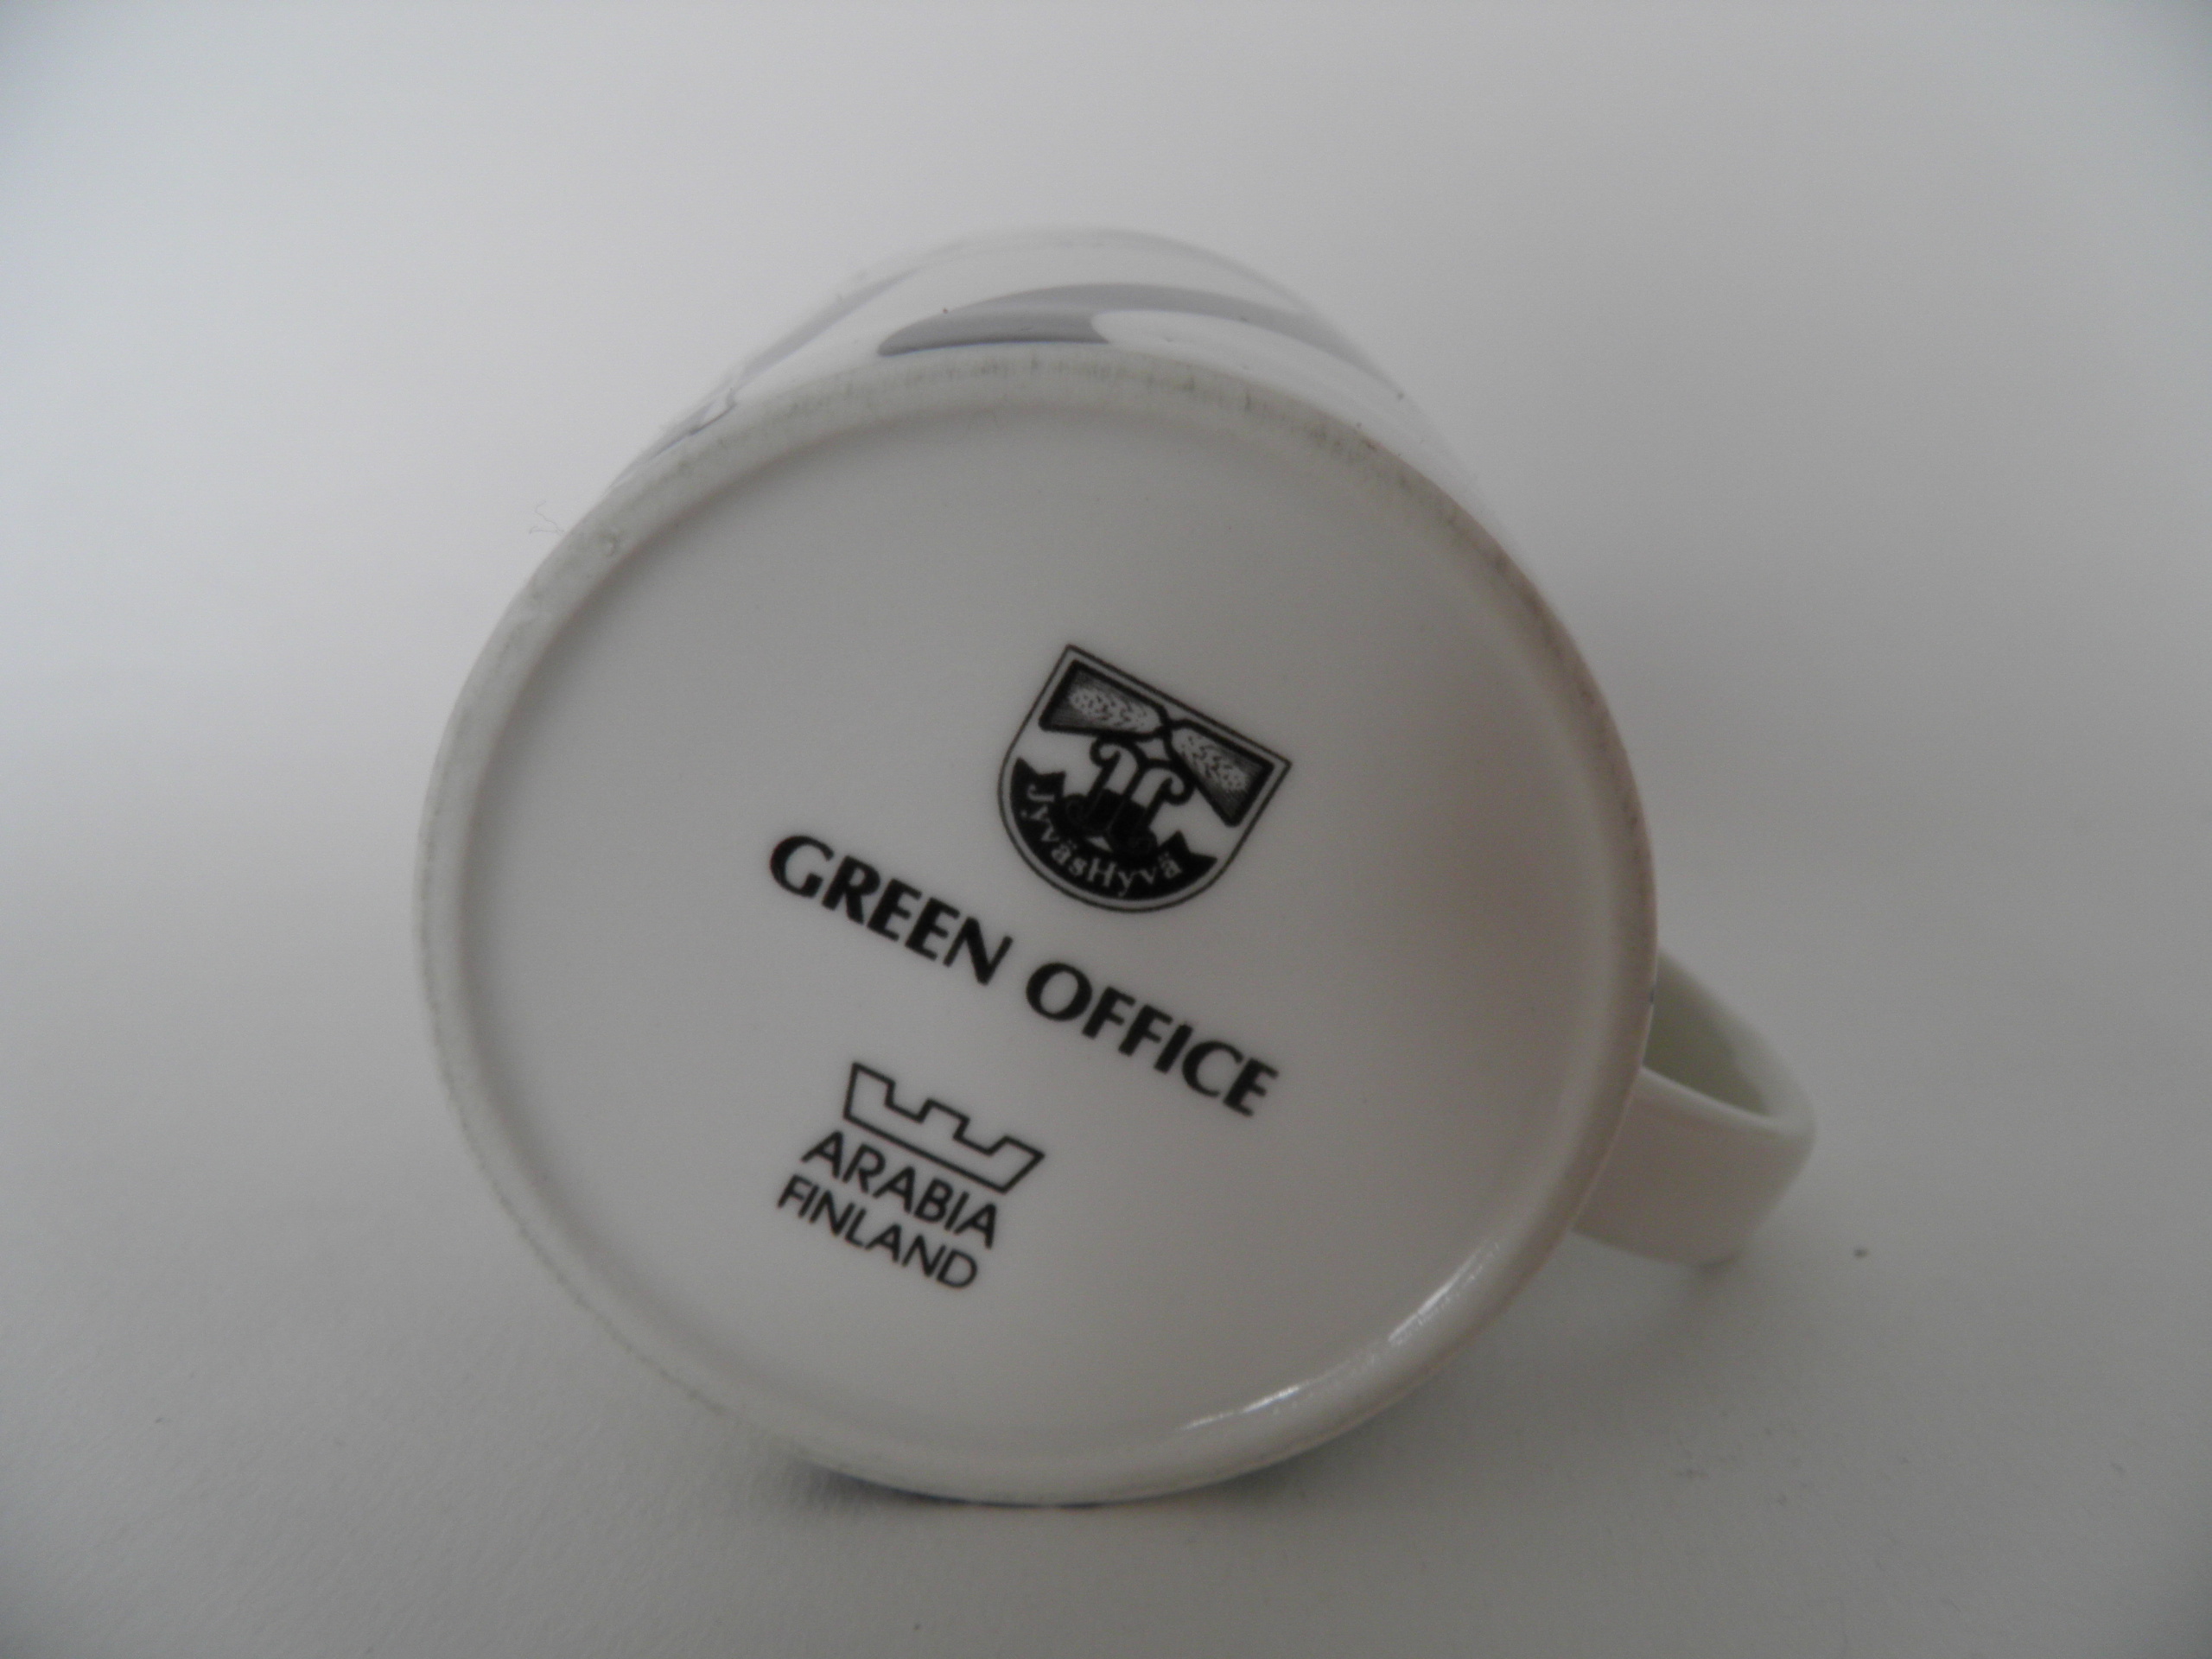 JyväsHyvä
GREEN OFFICE
ARABIA
FINLAND